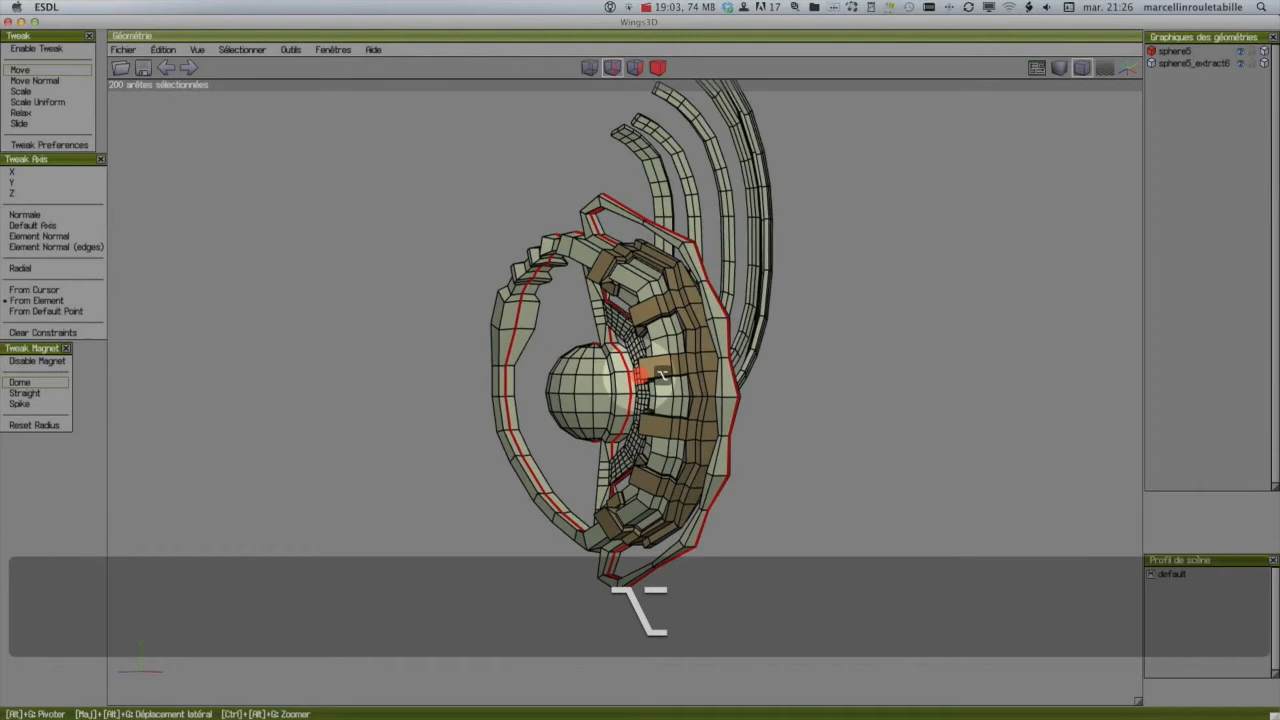 ESDL
19:03, 74 MB
17
mar. 21:26
marcellinrouletabille
Wings3D
Tweak
Enable Tweak
Move
Move Normal
Scale
Scale Uniform
Relax
Slide
Tweak Preferences
Tweak Axis
X
Y
Z
Normale
Default Axis
Element Normal
Element Normal (edges)
Radial
From Cursor
From Element
From Default Point
Clear Constraints
Tweak Magnet
Disable Magnet
Dome
Straight
Spike
Reset Radius
Géométrie
Fichier Édition Vue Sélectionner Outils Fenêtres Aide
200 arêtes sélectionnées
⌥
⌥
Graphiques des géométries
sphere5
sphere5_extract6
Profil de scène
default
[Alt]+G: Pivoter [Maj]+[Alt]+G: Déplacement latéral [Ctrl]+[Alt]+G: Zoomer